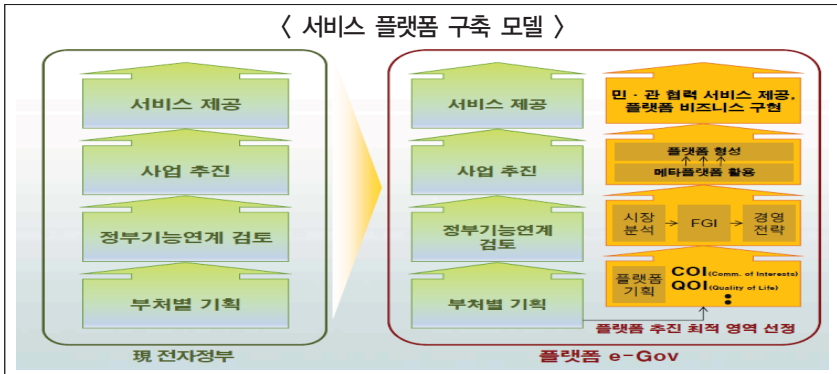 〈 서비스 플랫폼 구축 모델 〉
서비스 제공
사업 추진
정부기능연계 검토
부처별 기획
現 전자정부
서비스 제공
사업 추진
정부기능연계
검토
부처별 기획
민 · 관 협력 서비스 제공,
플랫폼 비즈니스 구현
플랫폼 형성
메타플랫폼 활용
시장
분석
FGI
경영
전략
플랫폼
기획
COI(Comm. of Interests)
QOI(Quality of Life)
플랫폼 추진 최적 영역 선정
플랫폼 e-Gov